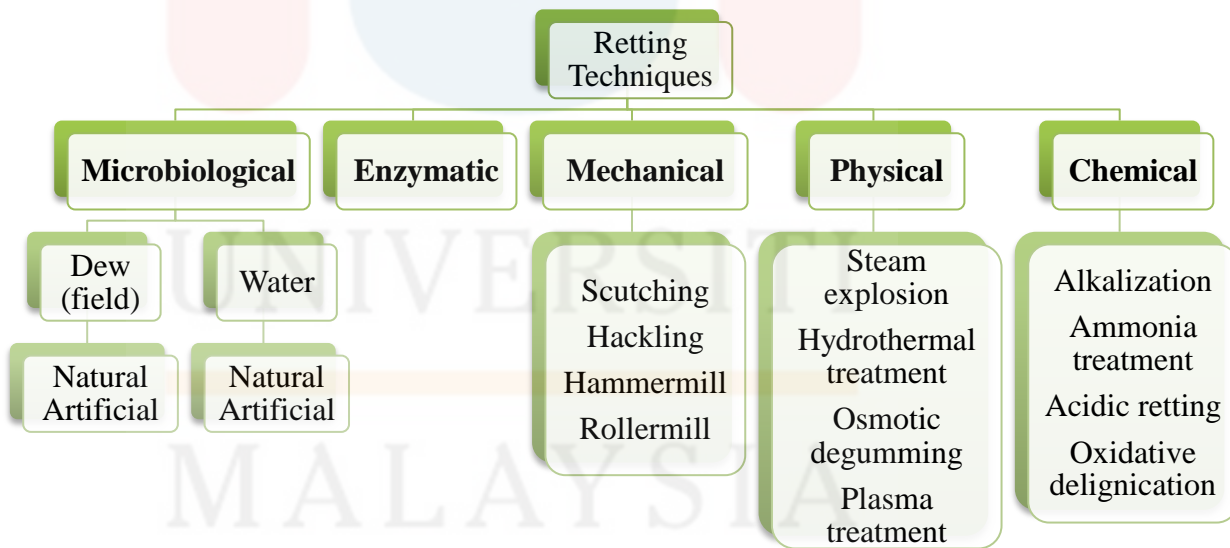 Retting
Techniques
Microbiological
Enzymatic
Mechanical
Physical
Chemical
Dew
(field)
Water
Natural
Artificial
Natural
Artificial
Scutching
Hackling
Hammermill
Rollermill
Steam
explosion
Hydrothermal
treatment
Osmotic
degumming
Plasma
treatment
Alkalization
Ammonia
treatment
Acidic retting
Oxidative
delignication
UNIVERSITI
MALAYSIA